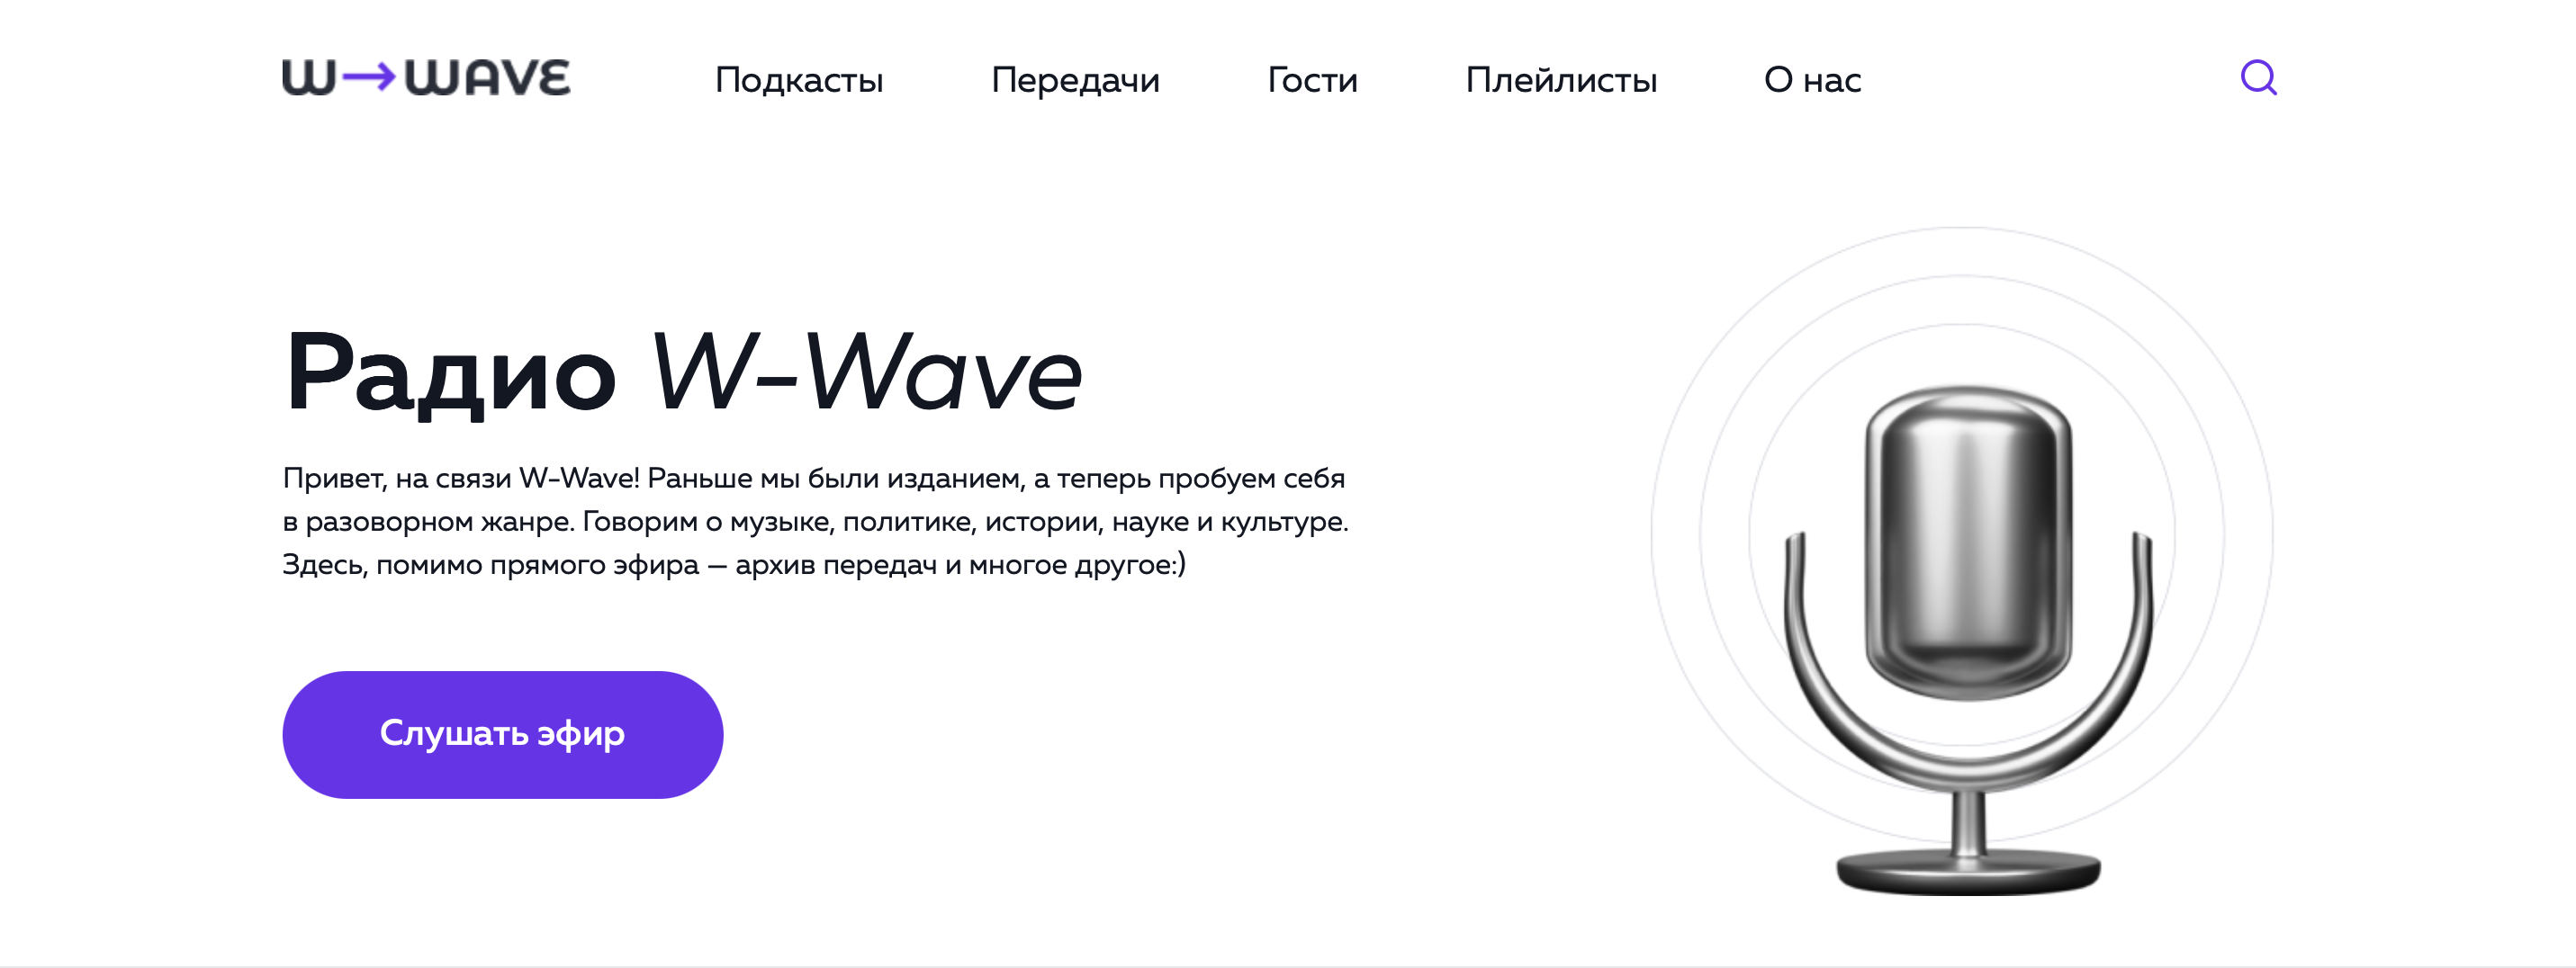 W→WAVE Подкасты Передачи Гости Плейлисты О нас
Радио W-Wave
Привет, на связи W-Wave! Раньше мы были изданием, а теперь пробуем себя
в разоворном жанре. Говорим о музыке, политике, истории, науке и культуре.
Здесь, помимо прямого эфира — архив передач и многое другое:)
Слушать эфир